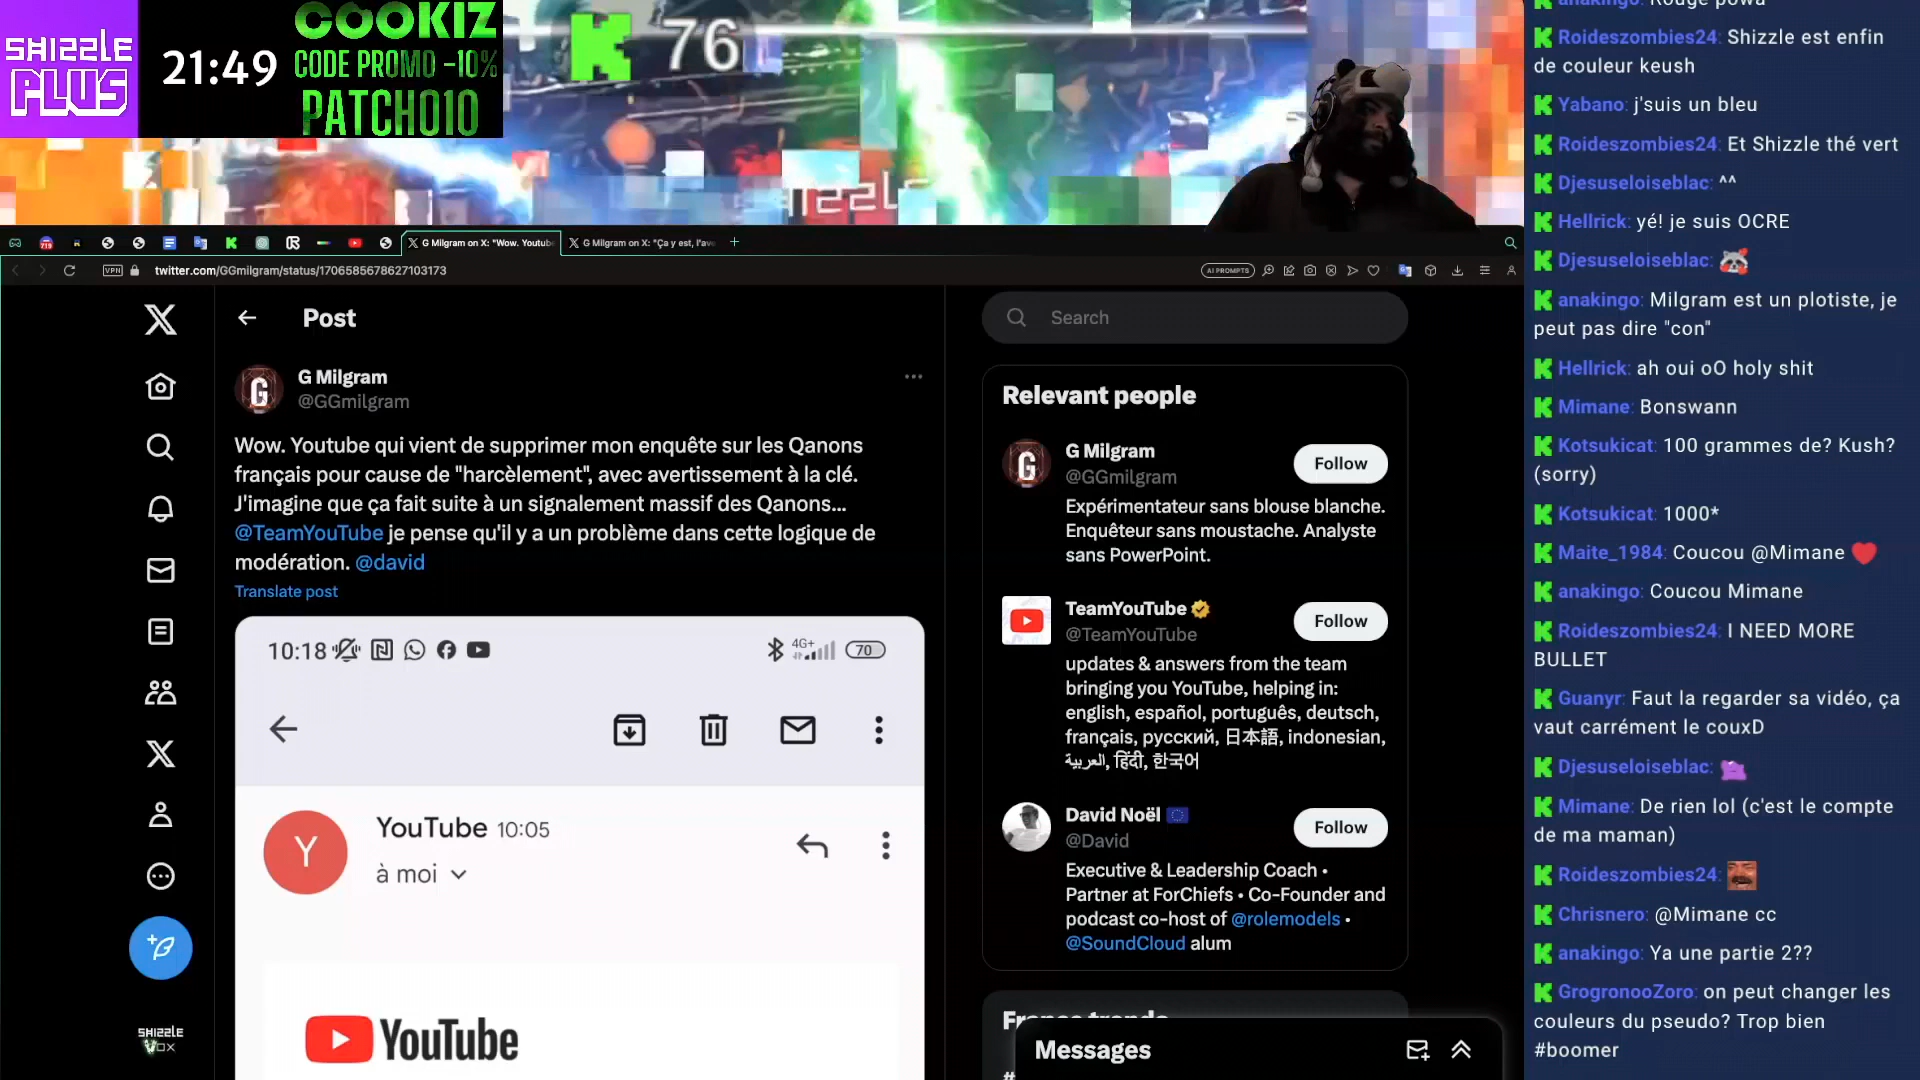 SHIZZLE
PLUS
21:49
COOKIZ
CODE PROMO -10%
PATCHO10
76
G Milgram on X: "Wow. Youtub
G Milgram on X: "Ça y est, l'av
VPN
twitter.com/GGmilgram/status/1706585678627103173
AI PROMPTS
Post
G Milgram
@GGmilgram
Wow. Youtube qui vient de supprimer mon enquête sur les Qanons
français pour cause de "harcèlement", avec avertissement à la clé.
J'imagine que ça fait suite à un signalement massif des Qanons...
@TeamYouTube je pense qu'il y a un problème dans cette logique de
modération. @david
Translate post
10:18
4G+
70
YouTube 10:05
à moi
Y
YouTube
SHIZZLE
VOX
Search
Relevant people
G Milgram
@GGmilgram
Follow
Expérimentateur sans blouse blanche.
Enquêteur sans moustache. Analyste
sans PowerPoint.
TeamYouTube
@TeamYouTube
Follow
updates & answers from the team
bringing you YouTube, helping in:
english, español, português, deutsch,
français, русский, 日本語, indonesian,
العربية, हिंदी, 한국어
David Noël
@David
Follow
Executive & Leadership Coach •
Partner at ForChiefs • Co-Founder and
podcast co-host of @rolemodels •
@SoundCloud alum
Messages
anakingo: Rouge powa
Roideszombies24: Shizzle est enfin
de couleur keush
Yabano: j'suis un bleu
Roideszombies24: Et Shizzle thé vert
Djesuseloiseblac: ^^
Hellrick: yé! je suis OCRE
Djesuseloiseblac:
anakingo: Milgram est un plotiste, je
peut pas dire "con"
Hellrick: ah oui oO holy shit
Mimane: Bonswann
Kotsukicat: 100 grammes de? Kush?
(sorry)
Kotsukicat: 1000*
Maite_1984: Coucou @Mimane
anakingo: Coucou Mimane
Roideszombies24: I NEED MORE
BULLET
Guanyr: Faut la regarder sa vidéo, ça
vaut carrément le couxD
Djesuseloiseblac:
Mimane: De rien lol (c'est le compte
de ma maman)
Roideszombies24:
Chrisnero: @Mimane cc
anakingo: Ya une partie 2??
GrogronooZoro: on peut changer les
couleurs du pseudo? Trop bien
#boomer